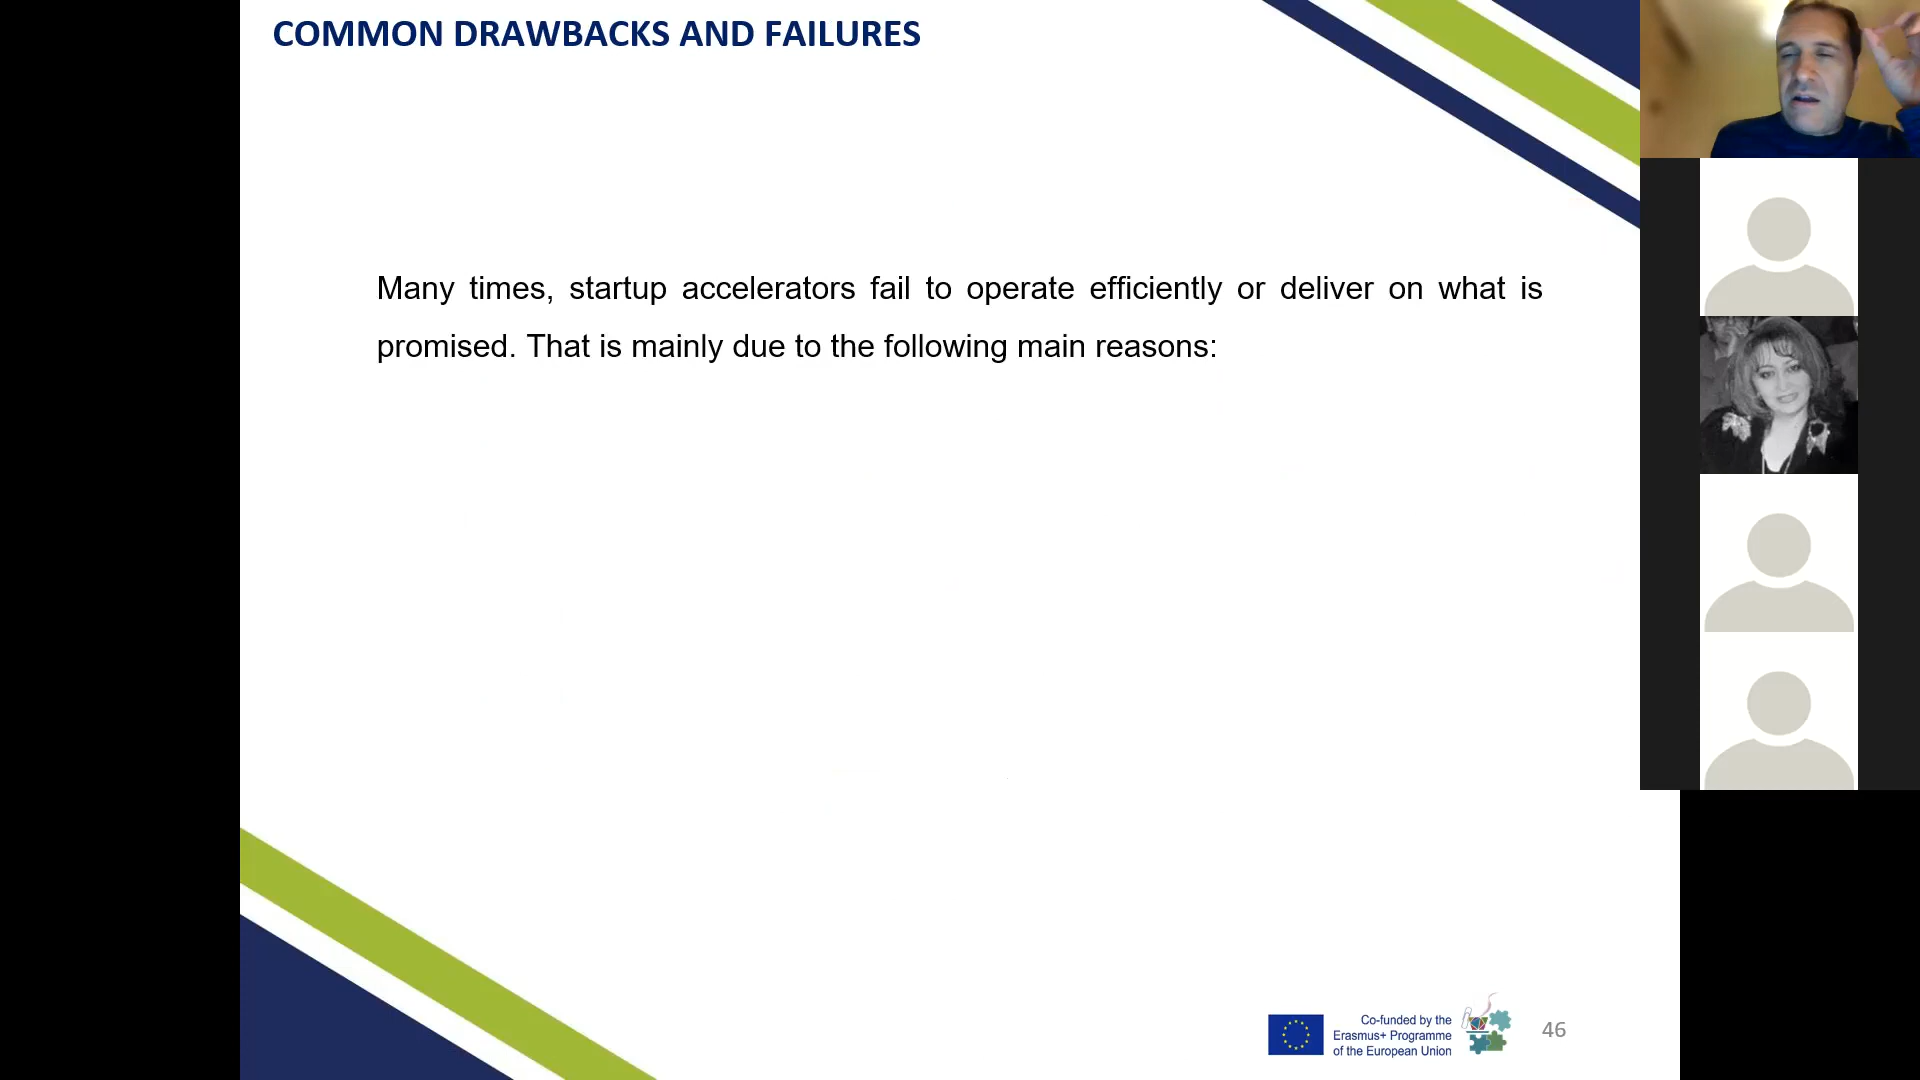 COMMON DRAWBACKS AND FAILURES
Many times, startup accelerators fail to operate efficiently or deliver on what is
promised. That is mainly due to the following main reasons:
Co-funded by the
Erasmus+ Programme
of the European Union
46